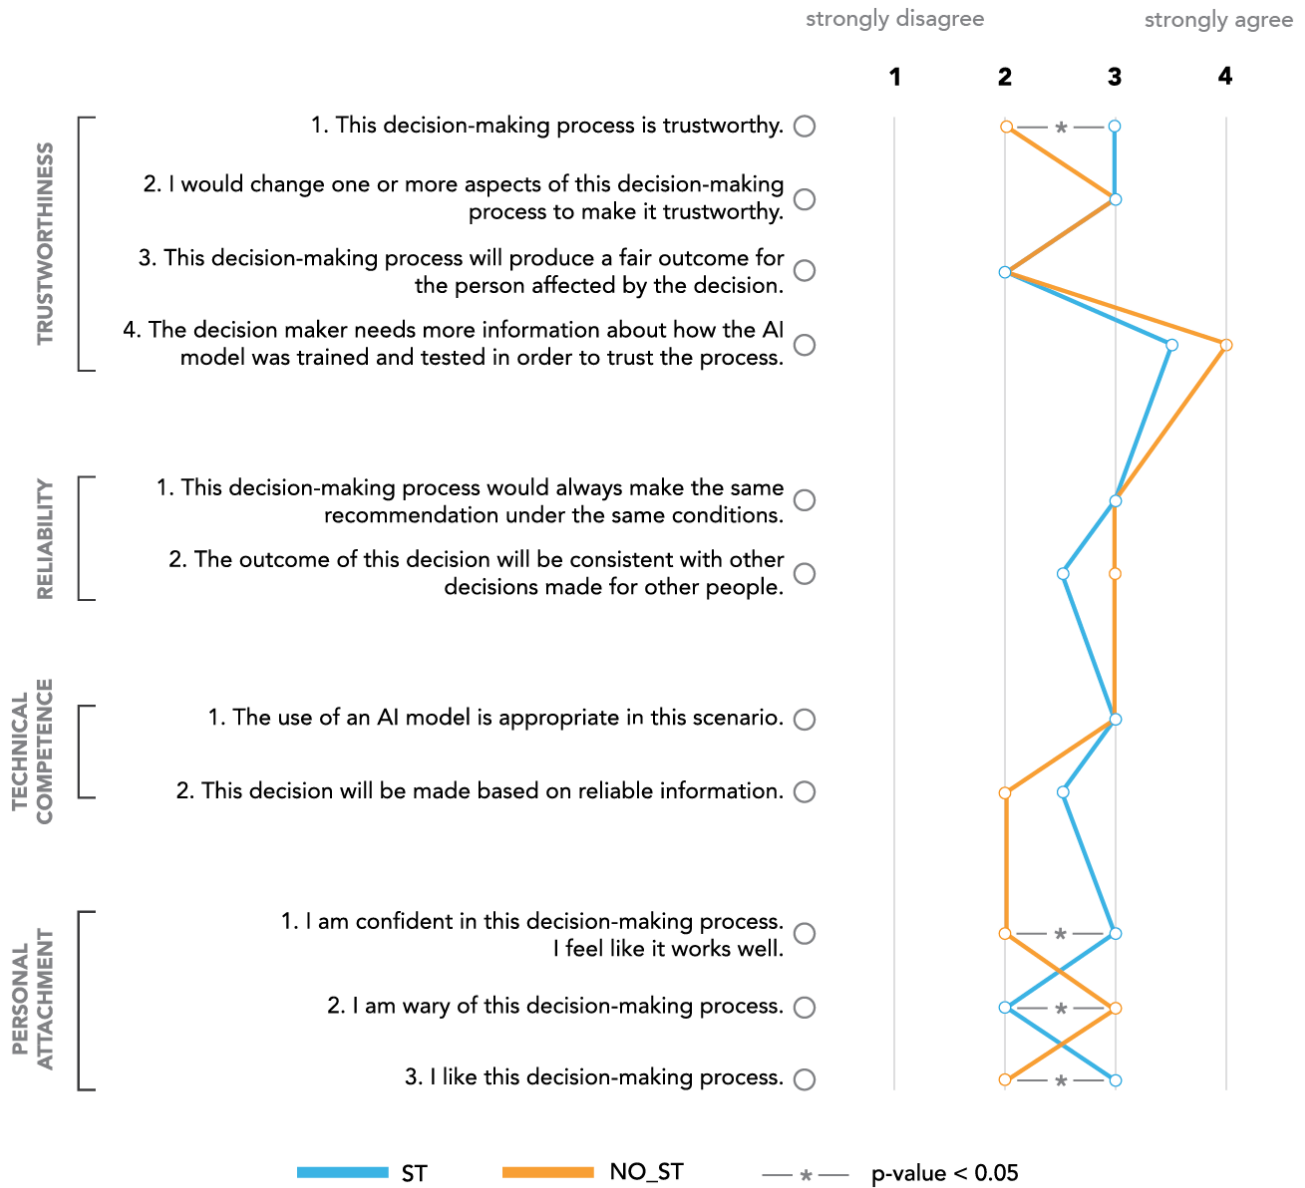 strongly disagree strongly agree
1 2 3 4
TRUSTWORTHINESS
1. This decision-making process is trustworthy.
*
2. I would change one or more aspects of this decision-making
process to make it trustworthy.
3. This decision-making process will produce a fair outcome for
the person affected by the decision.
4. The decision maker needs more information about how the AI
model was trained and tested in order to trust the process.
RELIABILITY
1. This decision-making process would always make the same
recommendation under the same conditions.
2. The outcome of this decision will be consistent with other
decisions made for other people.
TECHNICAL
COMPETENCE
1. The use of an AI model is appropriate in this scenario.
2. This decision will be made based on reliable information.
PERSONAL
ATTACHMENT
1. I am confident in this decision-making process.
I feel like it works well.
*
2. I am wary of this decision-making process.
*
3. I like this decision-making process.
*
ST NO_ST * p-value < 0.05